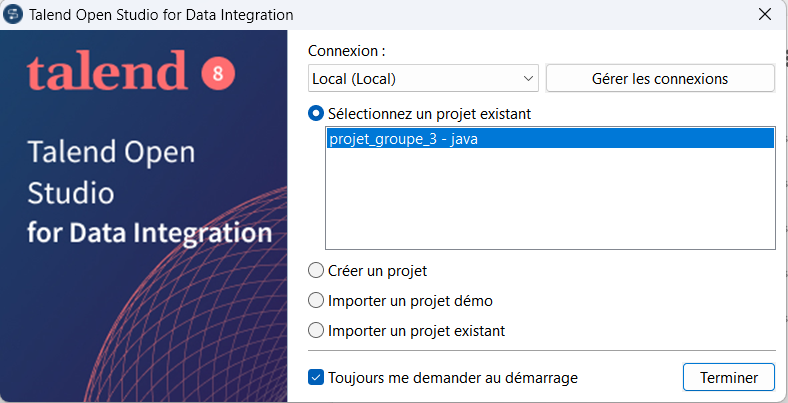 Talend Open Studio for Data Integration
talend 8
Talend Open
Studio
for Data Integration
Connexion :
Local (Local)
Gérer les connexions
Sélectionnez un projet existant
projet_groupe_3 - java
Créer un projet
Importer un projet démo
Importer un projet existant
Toujours me demander au démarrage
Terminer